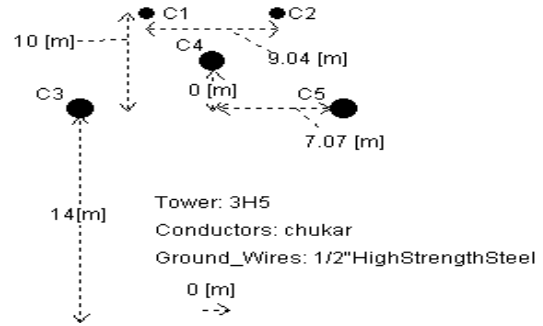 C1
C2
10 [m]
C4
9.04 [m]
C3
0 [m]
C5
7.07 [m]
14[m]
Tower: 3H5
Conductors: chukar
Ground_Wires: 1/2"HighStrengthSteel
0 [m]